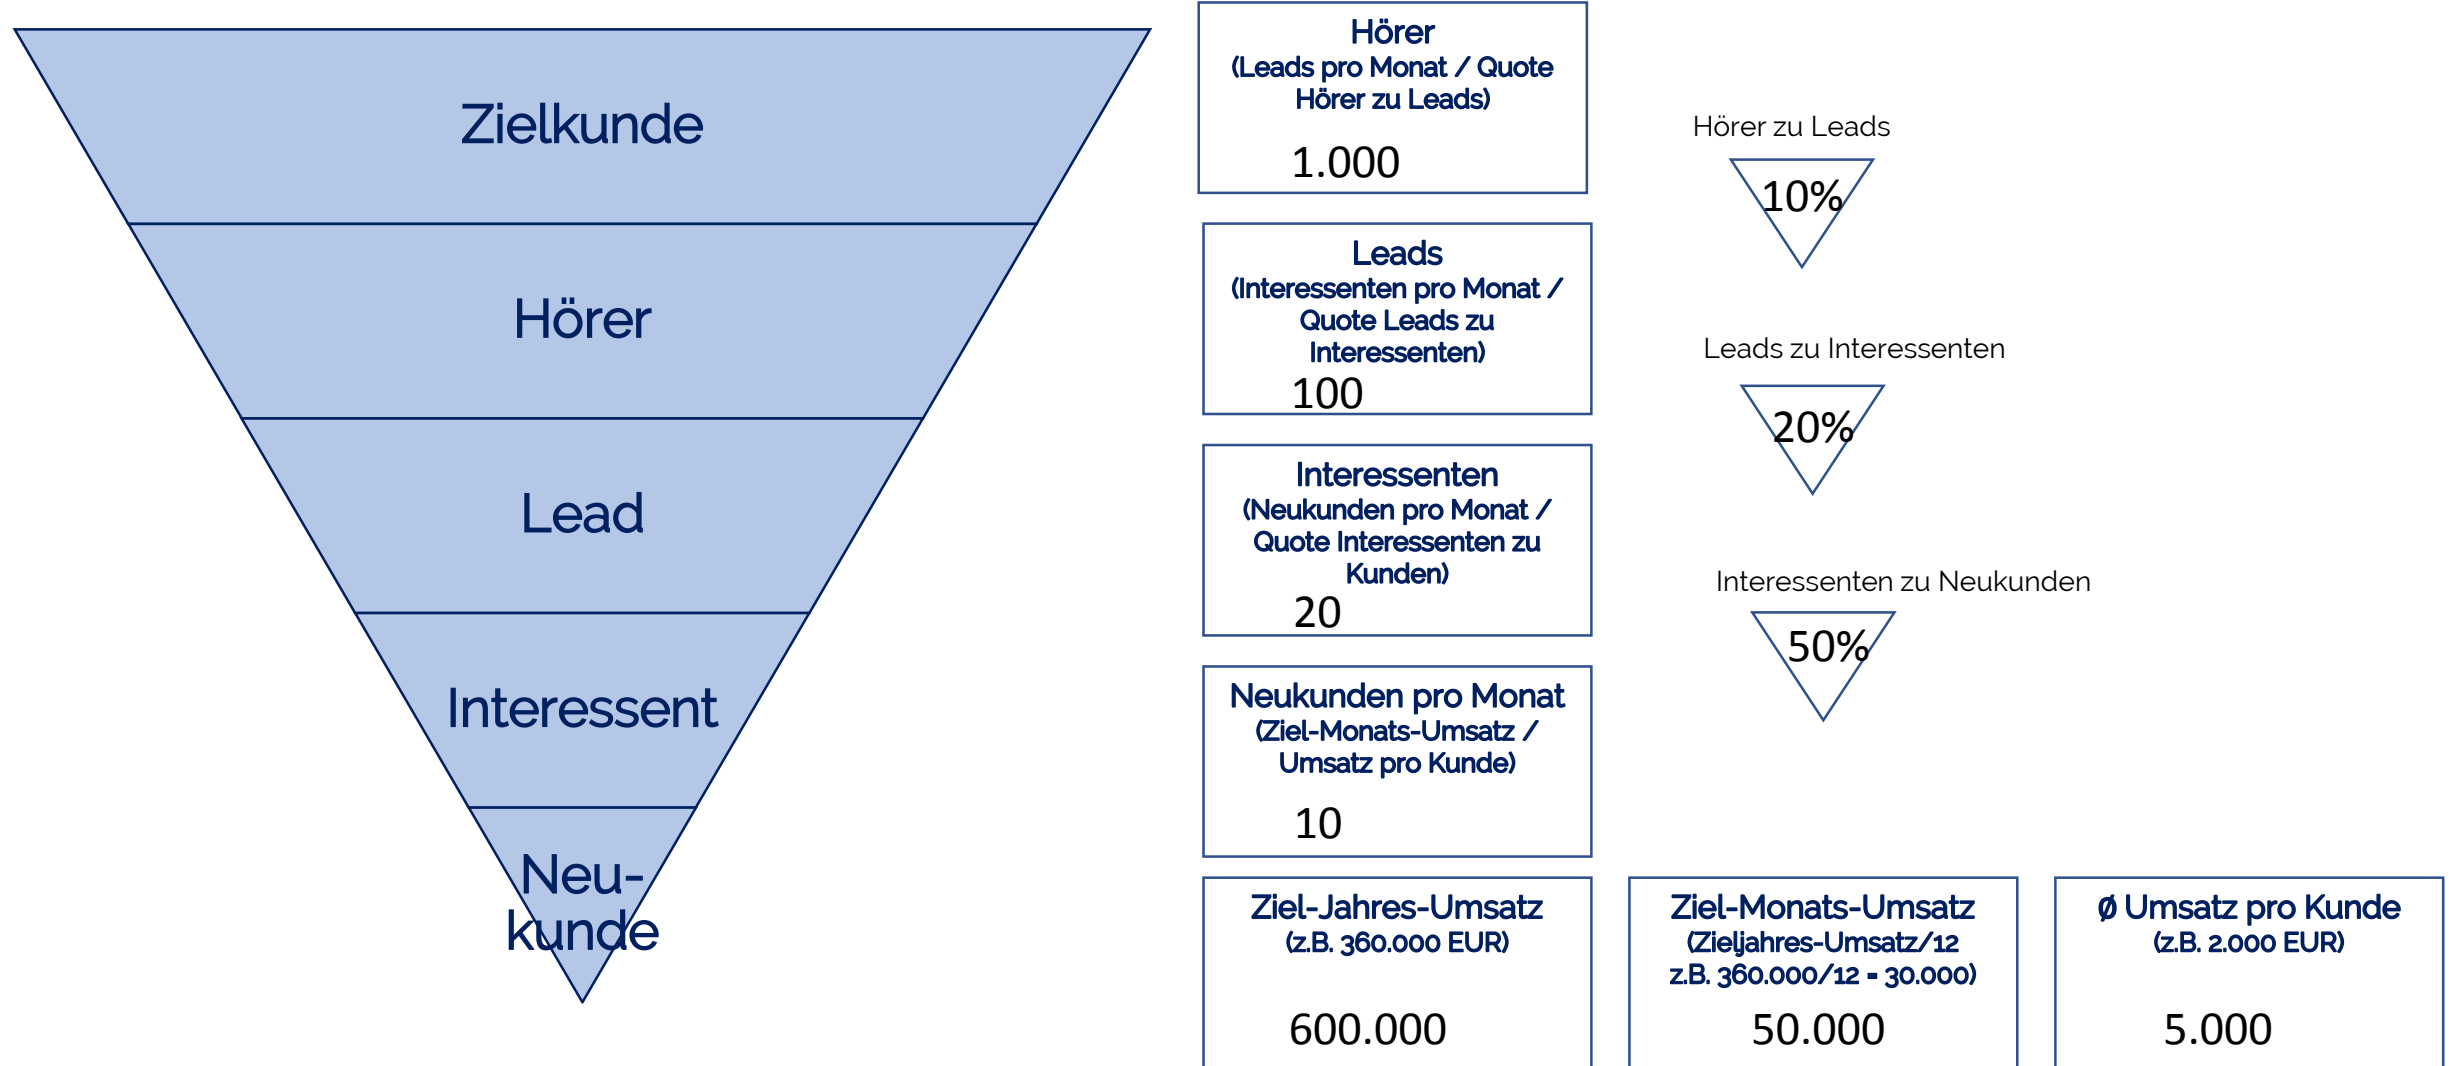 Zielkunde
Hörer
Lead
Interessent
Neu-
kunde
Hörer
(Leads pro Monat / Quote
Hörer zu Leads)
1.000
Hörer zu Leads
10%
Leads
(Interessenten pro Monat /
Quote Leads zu
Interessenten)
100
Leads zu Interessenten
20%
Interessenten
(Neukunden pro Monat /
Quote Interessenten zu
Kunden)
20
Interessenten zu Neukunden
50%
Neukunden pro Monat
(Ziel-Monats-Umsatz /
Umsatz pro Kunde)
10
Ziel-Jahres-Umsatz
(z.B. 360.000 EUR)
600.000
Ziel-Monats-Umsatz
(Zieljahres-Umsatz/12
z.B. 360.000/12 = 30.000)
50.000
Ø Umsatz pro Kunde
(z.B. 2.000 EUR)
5.000